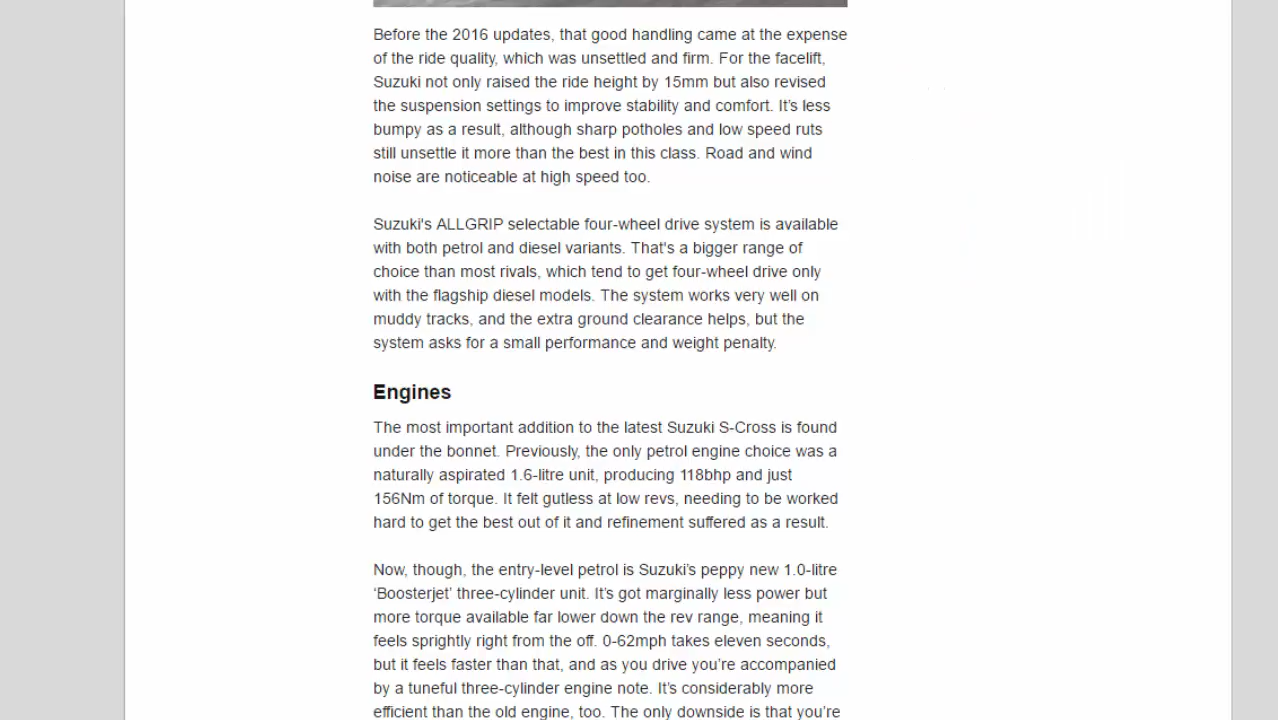 Before the 2016 updates, that good handling came at the expense
of the ride quality, which was unsettled and firm. For the facelift,
Suzuki not only raised the ride height by 15mm but also revised
the suspension settings to improve stability and comfort. It’s less
bumpy as a result, although sharp potholes and low speed ruts
still unsettle it more than the best in this class. Road and wind
noise are noticeable at high speed too.
Suzuki's ALLGRIP selectable four-wheel drive system is available
with both petrol and diesel variants. That's a bigger range of
choice than most rivals, which tend to get four-wheel drive only
with the flagship diesel models. The system works very well on
muddy tracks, and the extra ground clearance helps, but the
system asks for a small performance and weight penalty.
Engines
The most important addition to the latest Suzuki S-Cross is found
under the bonnet. Previously, the only petrol engine choice was a
naturally aspirated 1.6-litre unit, producing 118bhp and just
156Nm of torque. It felt gutless at low revs, needing to be worked
hard to get the best out of it and refinement suffered as a result.
Now, though, the entry-level petrol is Suzuki’s peppy new 1.0-litre
‘Boosterjet’ three-cylinder unit. It’s got marginally less power but
more torque available far lower down the rev range, meaning it
feels sprightly right from the off. 0-62mph takes eleven seconds,
but it feels faster than that, and as you drive you’re accompanied
by a tuneful three-cylinder engine note. It’s considerably more
efficient than the old engine, too. The only downside is that you’re